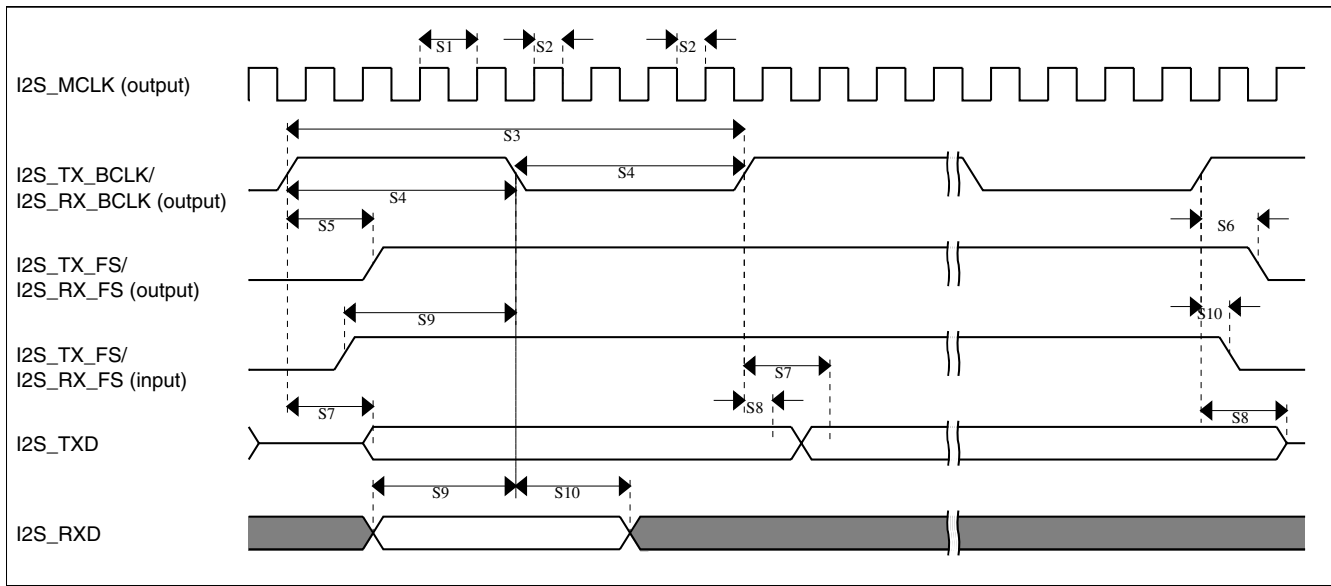 S1
S2
S2
I2S_MCLK (output)
S3
I2S_TX_BCLK/
I2S_RX_BCLK (output)
S4
S4
S5
S6
I2S_TX_FS/
I2S_RX_FS (output)
S9
S10
I2S_TX_FS/
I2S_RX_FS (input)
S7
S7
S8
S8
I2S_TXD
S9
S10
I2S_RXD